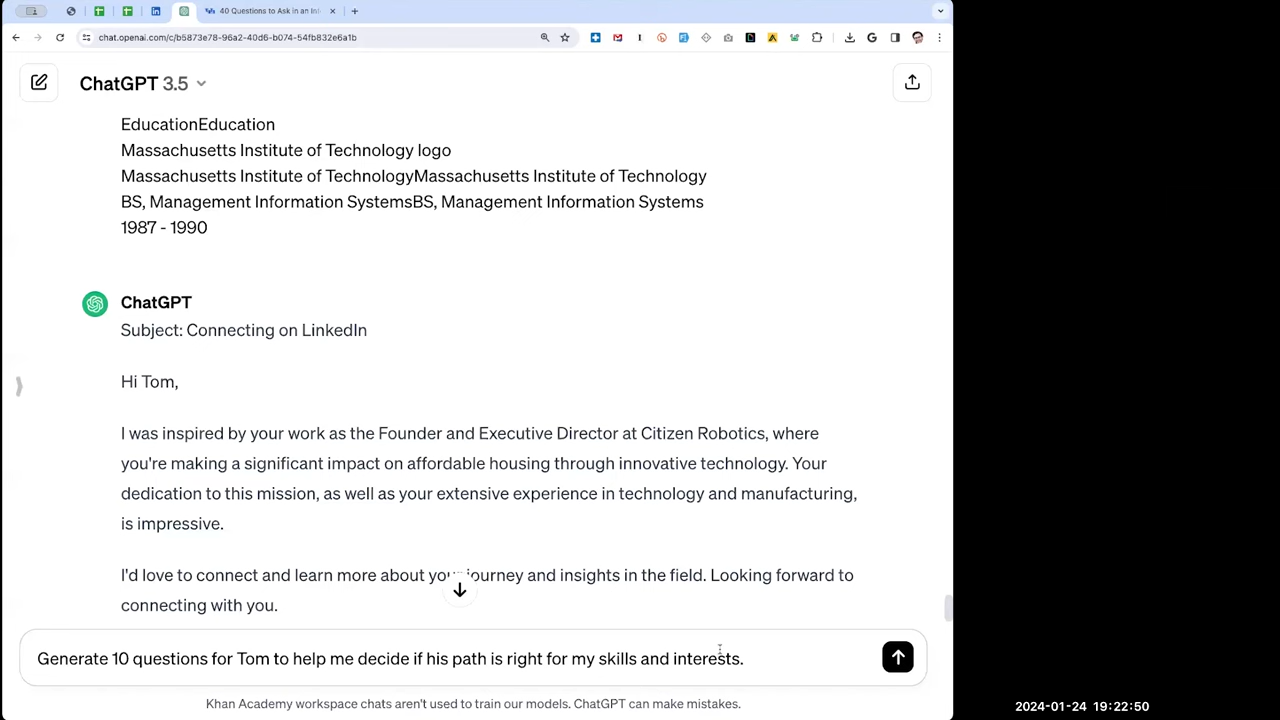 40 Questions to Ask in an In
chat.openai.com/c/b5873e78-96a2-40d6-b074-54fb832e6a1b
ChatGPT 3.5
EducationEducation
Massachusetts Institute of Technology logo
Massachusetts Institute of TechnologyMassachusetts Institute of Technology
BS, Management Information SystemsBS, Management Information Systems
1987 - 1990
ChatGPT
Subject: Connecting on LinkedIn
Hi Tom,
I was inspired by your work as the Founder and Executive Director at Citizen Robotics, where
you're making a significant impact on affordable housing through innovative technology. Your
dedication to this mission, as well as your extensive experience in technology and manufacturing,
is impressive.
I'd love to connect and learn more about your journey and insights in the field. Looking forward to
connecting with you.
Generate 10 questions for Tom to help me decide if his path is right for my skills and interests.
Khan Academy workspace chats aren't used to train our models. ChatGPT can make mistakes.
2024-01-24 19:22:50